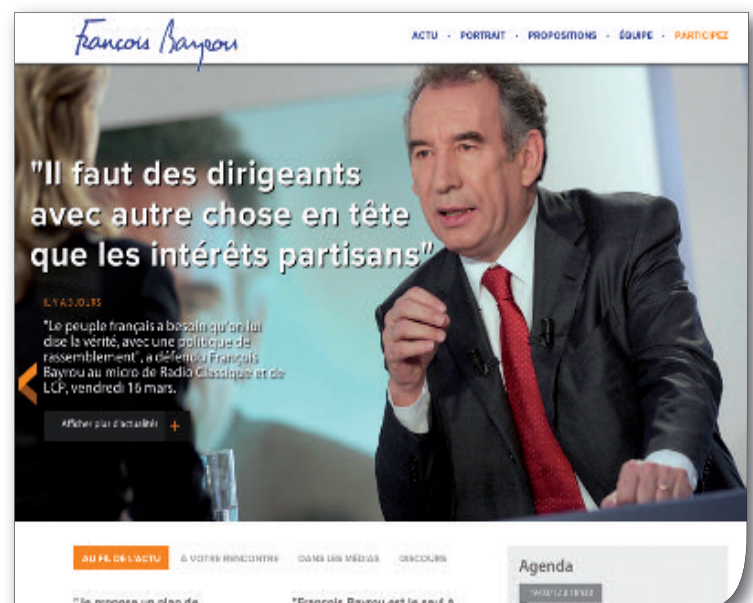 François Bayrou
ACTU · PORTRAIT · PROPOSITIONS · ÉQUIPE · PARTICIPEZ
"Il faut des dirigeants
avec autre chose en tête
que les intérêts partisans"
IL Y A 3 JOURS
"Le peuple français a besoin qu'on lui
dise la vérité, avec une politique de
rassemblement", a défendu François
Bayrou au micro de Radio Classique et de
LCP, vendredi 16 mars.
Afficher plus d'actualités +
AU FIL DE L'ACTU
À VOTRE RENCONTRE
DANS LES MÉDIAS
DISCOURS
Agenda
"Je propose un plan de
"François Bayrou est le seul à